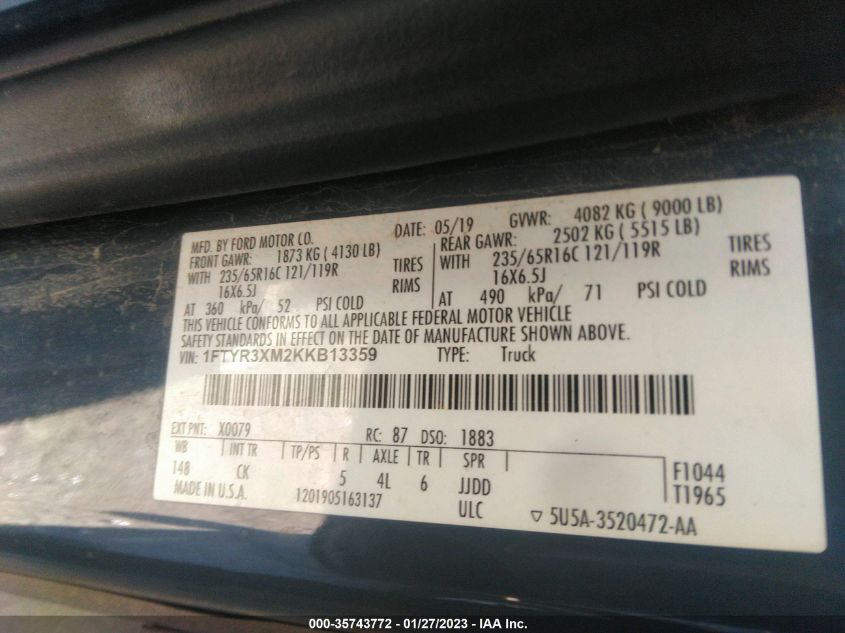 MFD. BY FORD MOTOR CO. DATE: 05/19 GVWR: 4082 KG ( 9000 LB)
FRONT GAWR: 1873 KG ( 4130 LB) REAR GAWR: 2502 KG ( 5515 LB)
WITH 235/65R16C 121/119R TIRES WITH 235/65R16C 121/119R TIRES
16X6.5J RIMS 16X6.5J RIMS
AT 360 kPa/ 52 PSI COLD AT 490 kPa/ 71 PSI COLD
THIS VEHICLE CONFORMS TO ALL APPLICABLE FEDERAL MOTOR VEHICLE
SAFETY STANDARDS IN EFFECT ON THE DATE OF MANUFACTURE SHOWN ABOVE.
VIN: 1FTYR3XM2KKB13359 TYPE: Truck
EXT PNT: X0079 RC: 87 DSO: 1883
WB INT TR TP/PS R AXLE TR SPR
148 CK 5 4L 6 JJDD F1044
MADE IN U.S.A. 1201905163137 ULC T1965
▽ 5U5A-3520472-AA
000-35743772 — 01/27/2023 — IAA Inc.